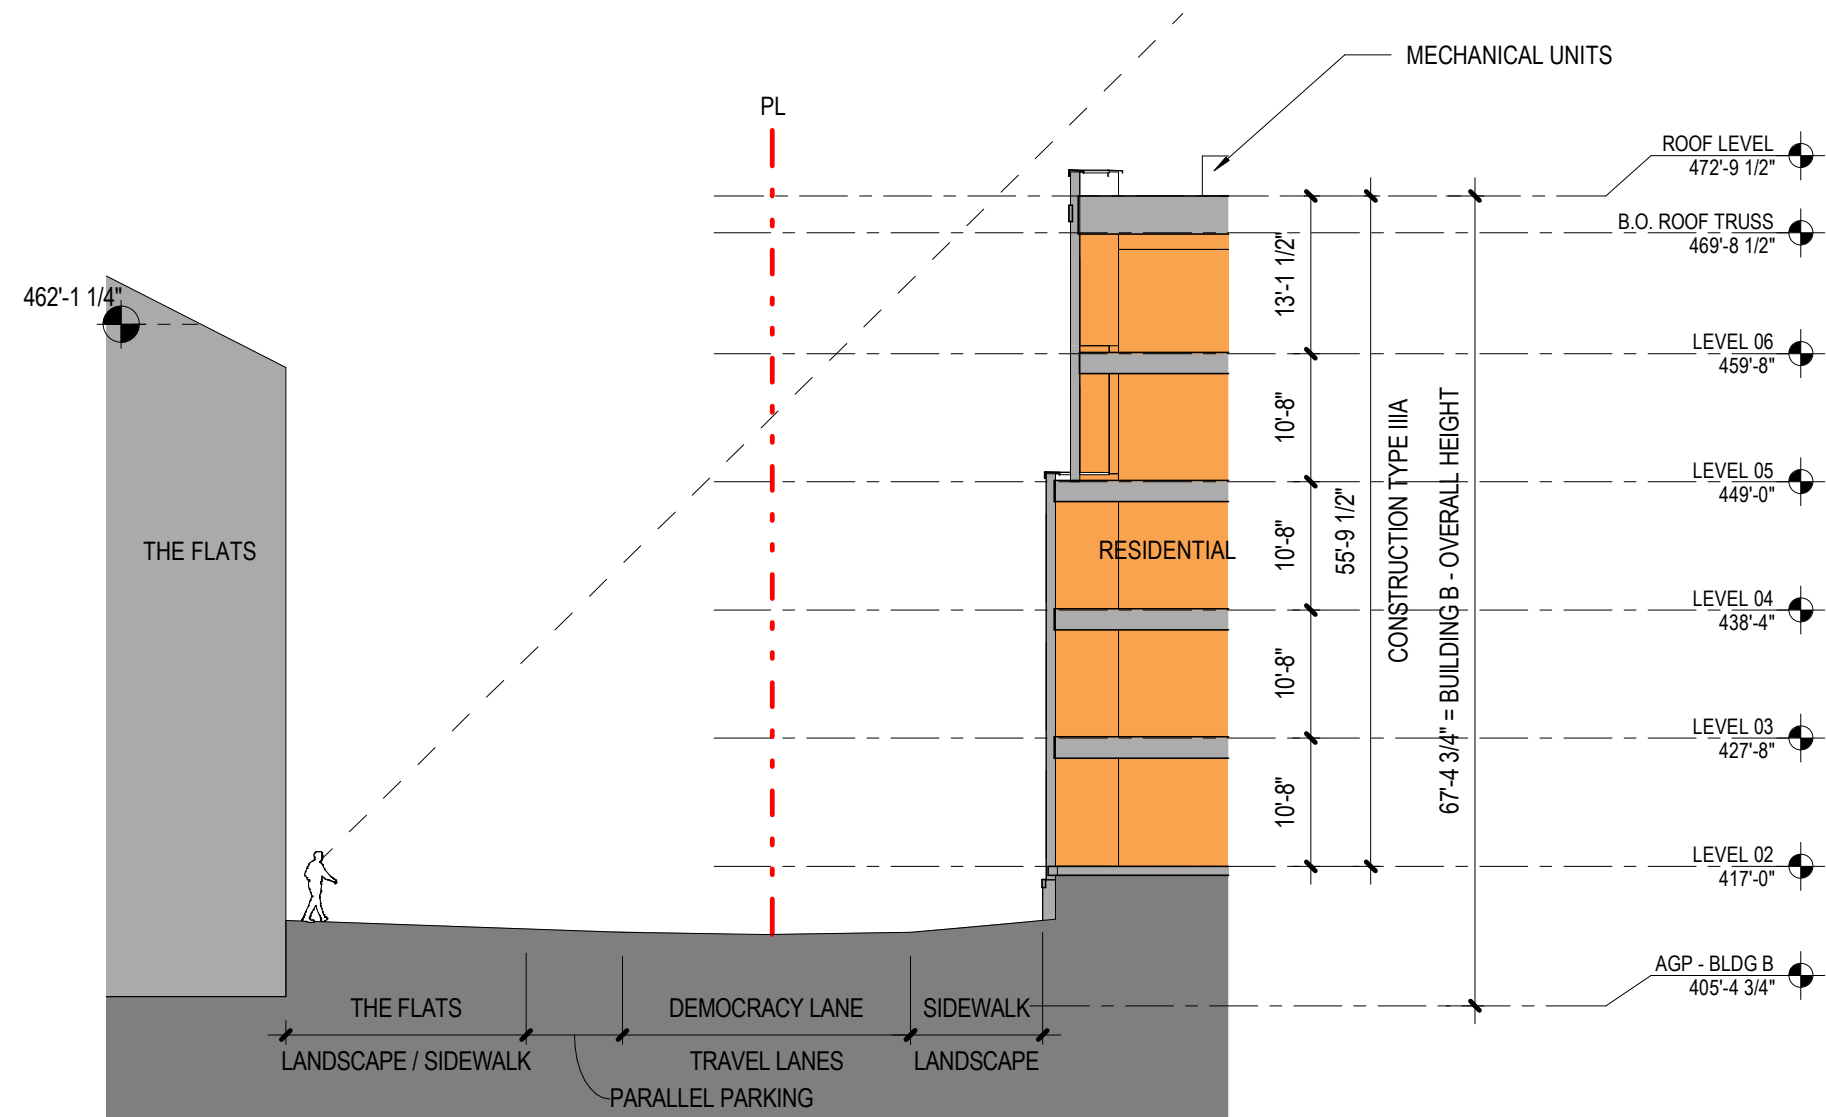 MECHANICAL UNITS
PL
ROOF LEVEL
472'-9 1/2"
B.O. ROOF TRUSS
469'-8 1/2"
462'-1 1/4"
13'-1 1/2"
LEVEL 06
459'-8"
10'-8"
LEVEL 05
449'-0"
THE FLATS
RESIDENTIAL
10'-8"
55'-9 1/2"
CONSTRUCTION TYPE IIIA
67'-4 3/4" = BUILDING B - OVERALL HEIGHT
LEVEL 04
438'-4"
10'-8"
LEVEL 03
427'-8"
10'-8"
LEVEL 02
417'-0"
AGP - BLDG B
405'-4 3/4"
THE FLATS
DEMOCRACY LANE
SIDEWALK
LANDSCAPE / SIDEWALK
TRAVEL LANES
LANDSCAPE
PARALLEL PARKING